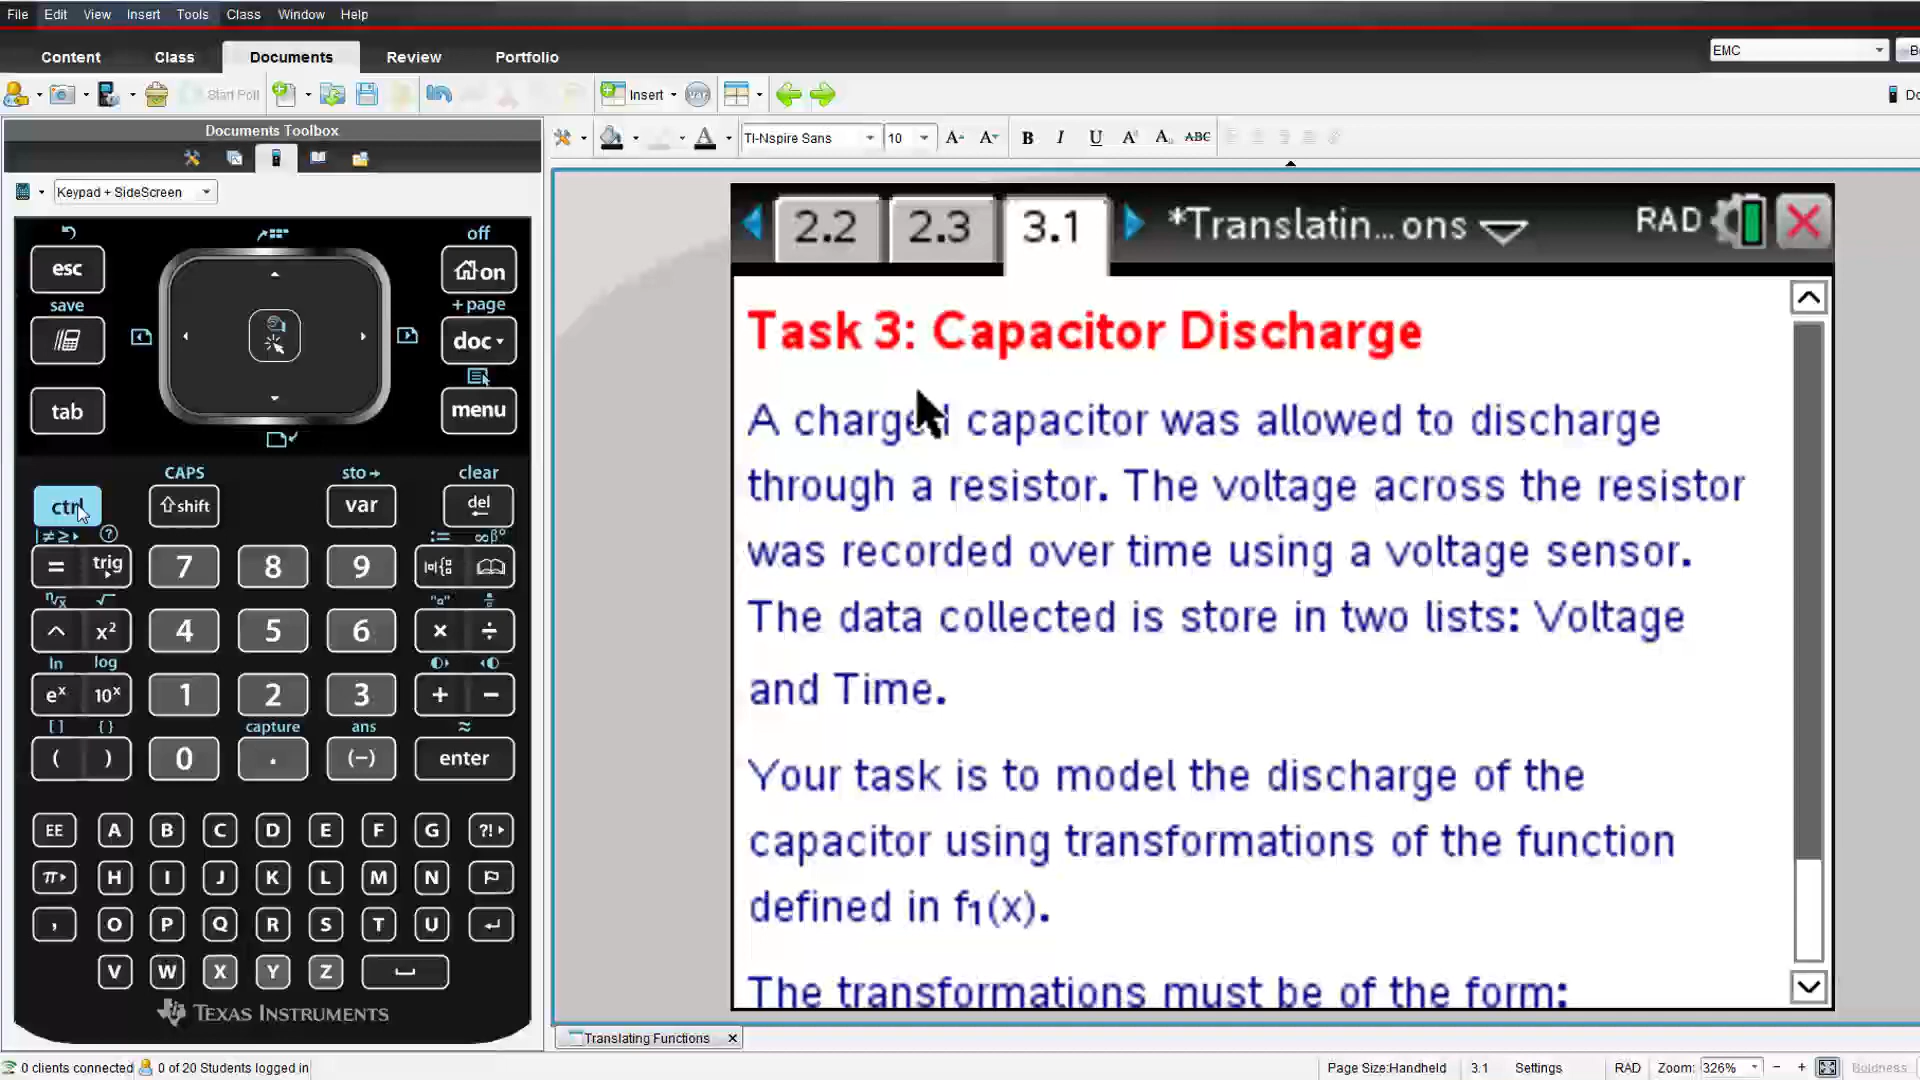 File Edit View Insert Tools Class Window Help
Content Class Documents Review Portfolio
EMC
Start Poll Insert var
Documents Toolbox
TI-Nspire Sans 10 A A B I U A A ABC
Keypad + SideScreen
2.2 2.3 3.1 *Translatin...ons RAD
Task 3: Capacitor Discharge
A charged capacitor was allowed to discharge
through a resistor. The voltage across the resistor
was recorded over time using a voltage sensor.
The data collected is store in two lists: Voltage
and Time.
Your task is to model the discharge of the
capacitor using transformations of the function
defined in f1(x).
The transformations must be of the form:
off
esc on
save + page
doc
tab menu
CAPS sto→ clear
ctrl shift var del
= trig 7 8 9
^ x² 4 5 6 × ÷
ln log
eˣ 10ˣ 1 2 3 + −
[ ] { } capture ans ≈
( ) 0 . (−) enter
EE A B C D E F G ?!
π H I J K L M N
, O P Q R S T U
V W X Y Z
TEXAS INSTRUMENTS
Translating Functions
0 clients connected 0 of 20 Students logged in
Page Size:Handheld 3.1 Settings RAD Zoom: 326% − + Boldness